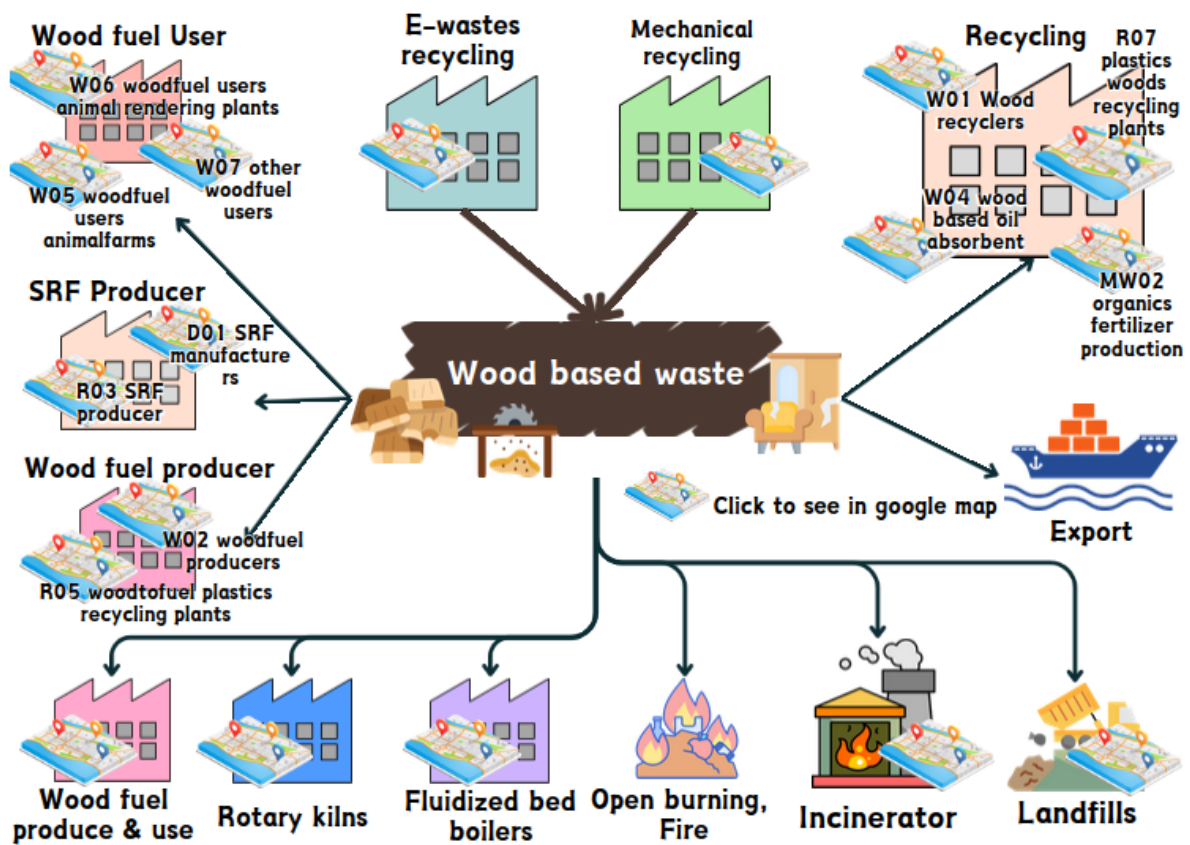 Wood fuel User
W06 woodfuel users
animal rendering plants
W07 other
woodfuel
users
W05 woodfuel
users
animalfarms
E-wastes
recycling
Mechanical
recycling
Recycling
R07
plastics
woods
recycling
plants
W01 Wood
recyclers
W04 wood
based oil
absorbent
MW02
organics
fertilizer
production
SRF Producer
D01 SRF
manufacture
rs
R03 SRF
producer
Wood based waste
Wood fuel producer
W02 woodfuel
producers
R05 woodtofuel plastics
recycling plants
Click to see in google map
Export
Wood fuel
produce & use
Rotary kilns
Fluidized bed
boilers
Open burning,
Fire
Incinerator
Landfills